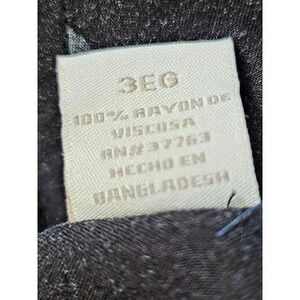 3EG
100% RAYON DE
VISCOSA
RN#37763
HECHO EN
BANGLADESH